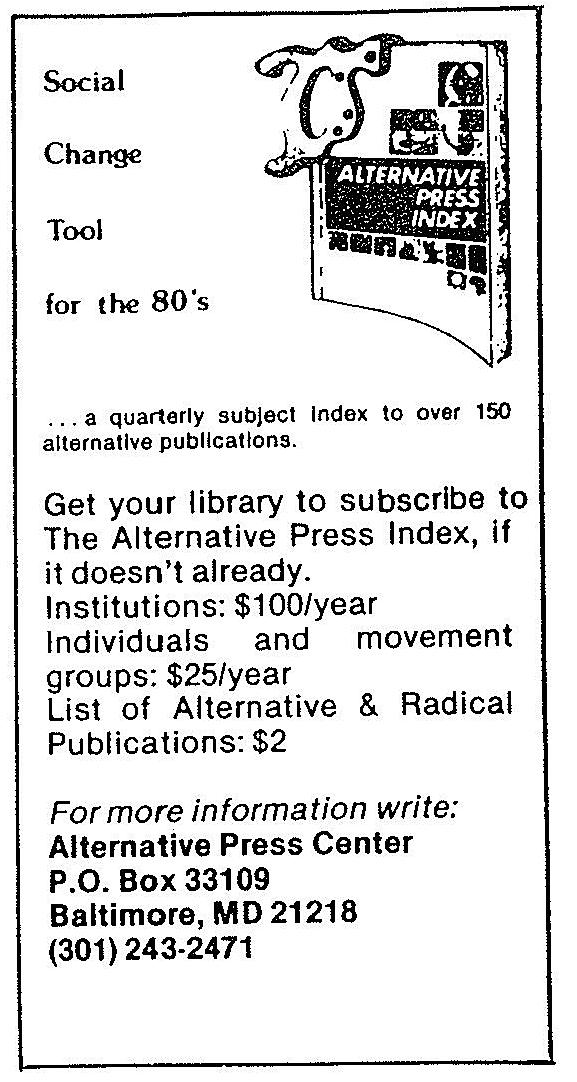 Social
Change
Tool
for the 80's
ALTERNATIVE
PRESS
INDEX
...a quarterly subject index to over 150
alternative publications.
Get your library to subscribe to
The Alternative Press Index, if
it doesn't already.
Institutions: $100/year
Individuals and movement
groups: $25/year
List of Alternative & Radical
Publications: $2
For more information write:
Alternative Press Center
P.O. Box 33109
Baltimore, MD 21218
(301) 243-2471